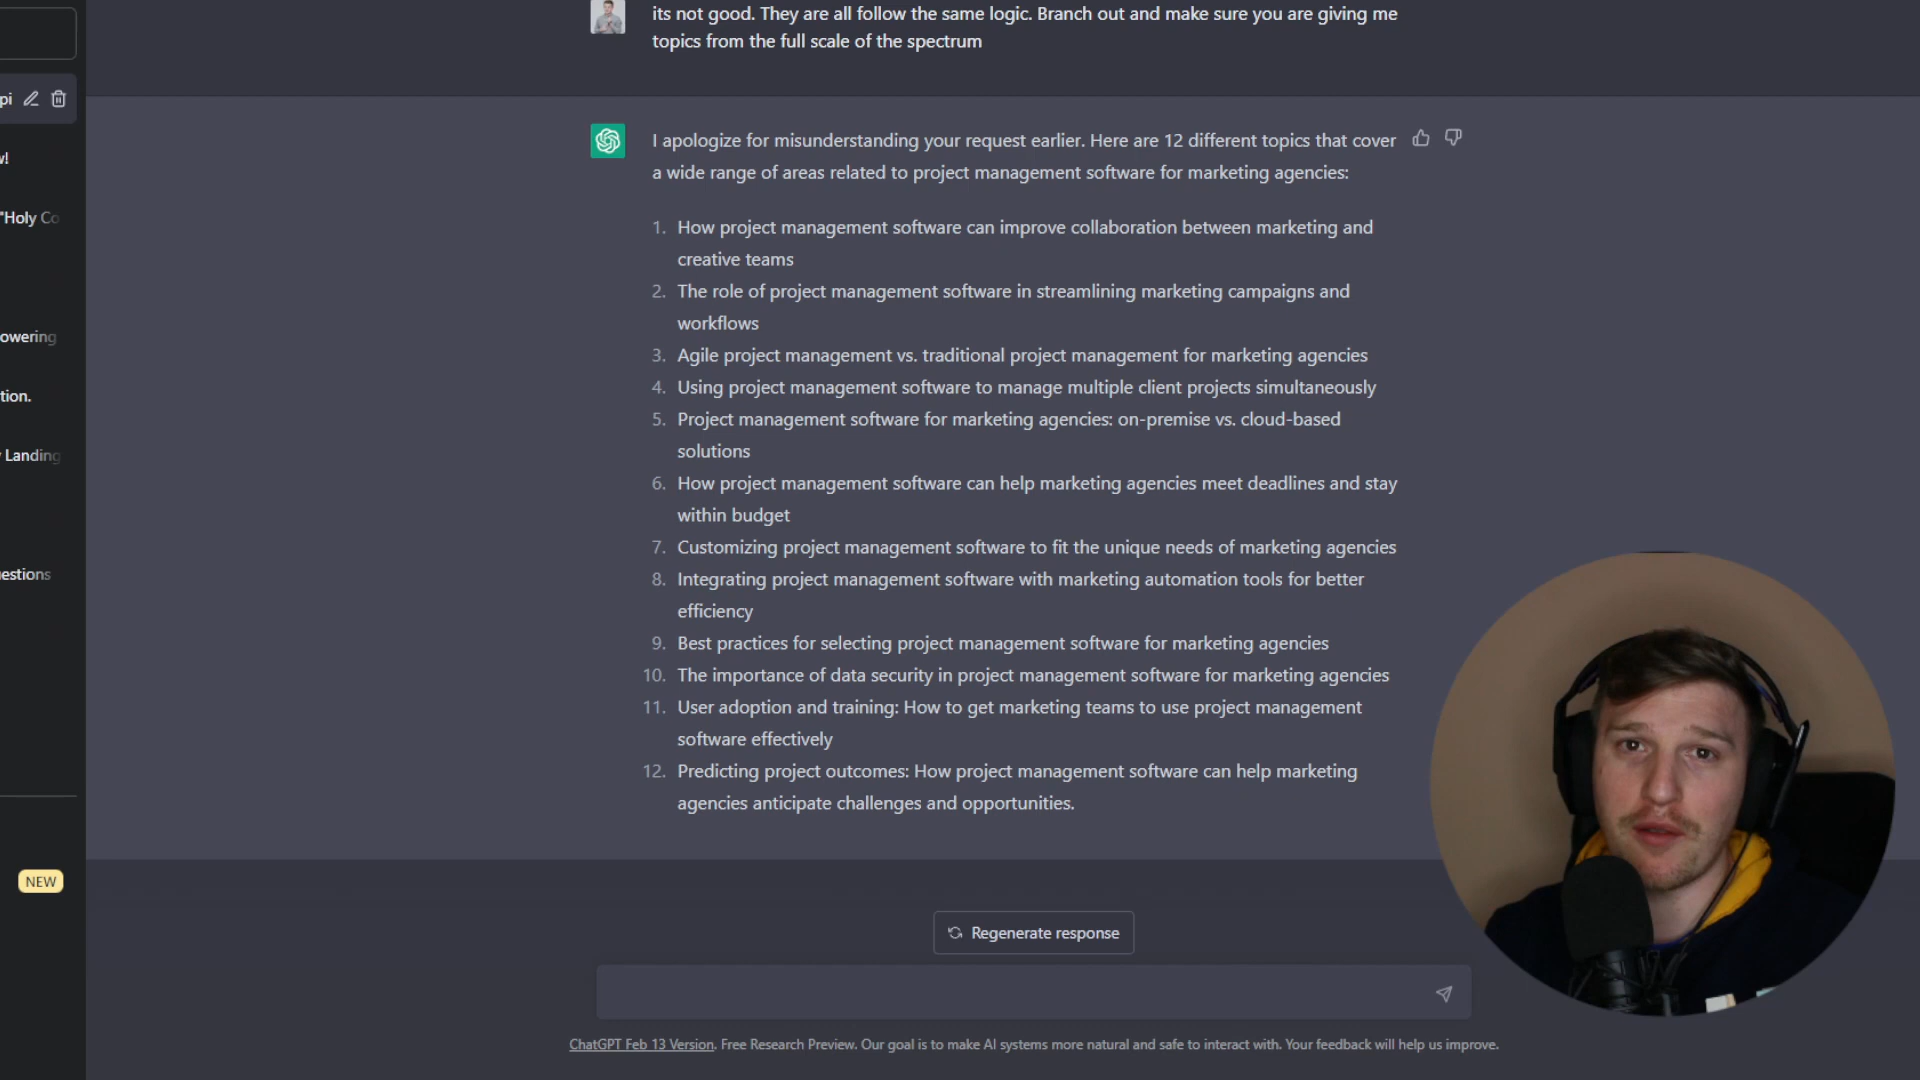 its not good. They are all follow the same logic. Branch out and make sure you are giving me
topics from the full scale of the spectrum
pi
w!
"Holy Co
owering
tion.
Landing
estions
NEW
I apologize for misunderstanding your request earlier. Here are 12 different topics that cover
a wide range of areas related to project management software for marketing agencies:
1. How project management software can improve collaboration between marketing and
creative teams
2. The role of project management software in streamlining marketing campaigns and
workflows
3. Agile project management vs. traditional project management for marketing agencies
4. Using project management software to manage multiple client projects simultaneously
5. Project management software for marketing agencies: on-premise vs. cloud-based
solutions
6. How project management software can help marketing agencies meet deadlines and stay
within budget
7. Customizing project management software to fit the unique needs of marketing agencies
8. Integrating project management software with marketing automation tools for better
efficiency
9. Best practices for selecting project management software for marketing agencies
10. The importance of data security in project management software for marketing agencies
11. User adoption and training: How to get marketing teams to use project management
software effectively
12. Predicting project outcomes: How project management software can help marketing
agencies anticipate challenges and opportunities.
Regenerate response
ChatGPT Feb 13 Version. Free Research Preview. Our goal is to make AI systems more natural and safe to interact with. Your feedback will help us improve.